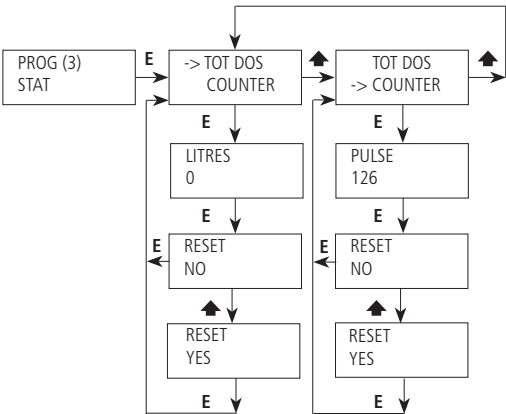 PROG (3)
STAT
E
-> TOT DOS
COUNTER
TOT DOS
-> COUNTER
E
E
LITRES
0
PULSE
126
E
E
E
RESET
NO
E
RESET
NO
RESET
YES
RESET
YES
E
E